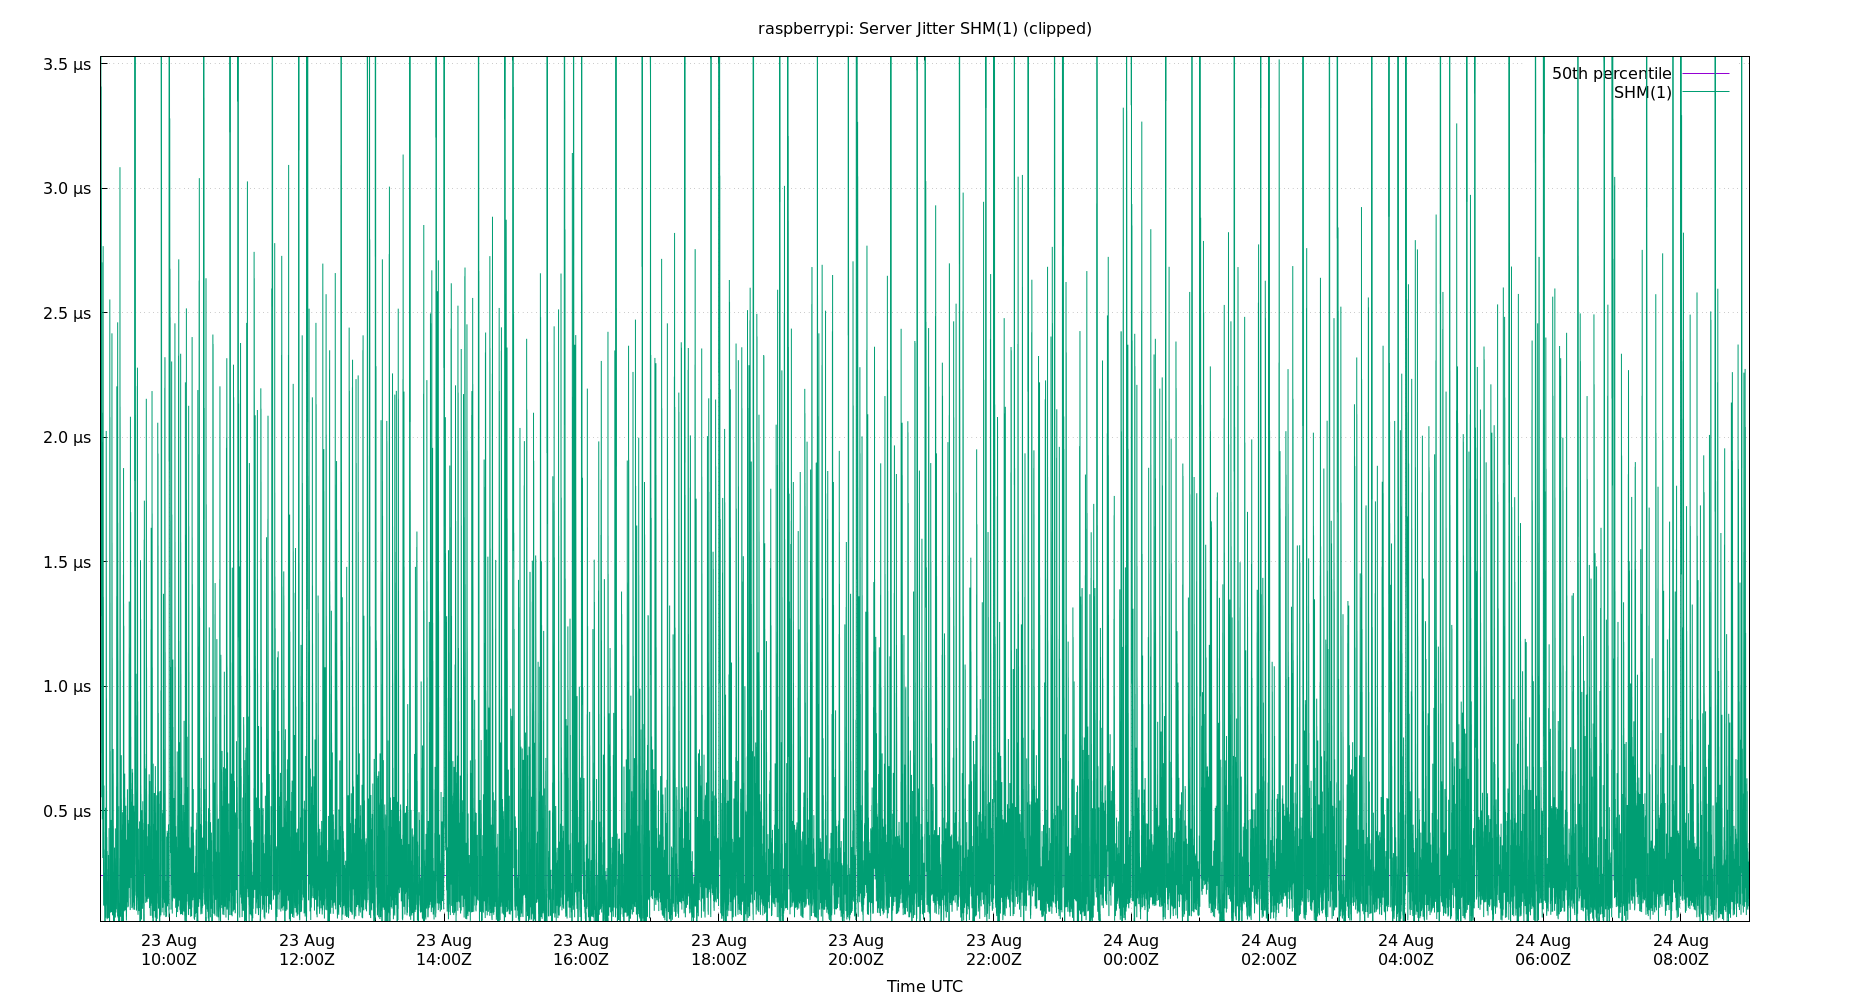 raspberrypi: Server Jitter SHM(1) (clipped)
3.5 µs
3.0 µs
2.5 µs
2.0 µs
1.5 µs
1.0 µs
0.5 µs
50th percentile
SHM(1)
23 Aug 23 Aug 23 Aug 23 Aug 23 Aug 23 Aug 23 Aug 24 Aug 24 Aug 24 Aug 24 Aug 24 Aug
10:00Z 12:00Z 14:00Z 16:00Z 18:00Z 20:00Z 22:00Z 00:00Z 02:00Z 04:00Z 06:00Z 08:00Z
Time UTC